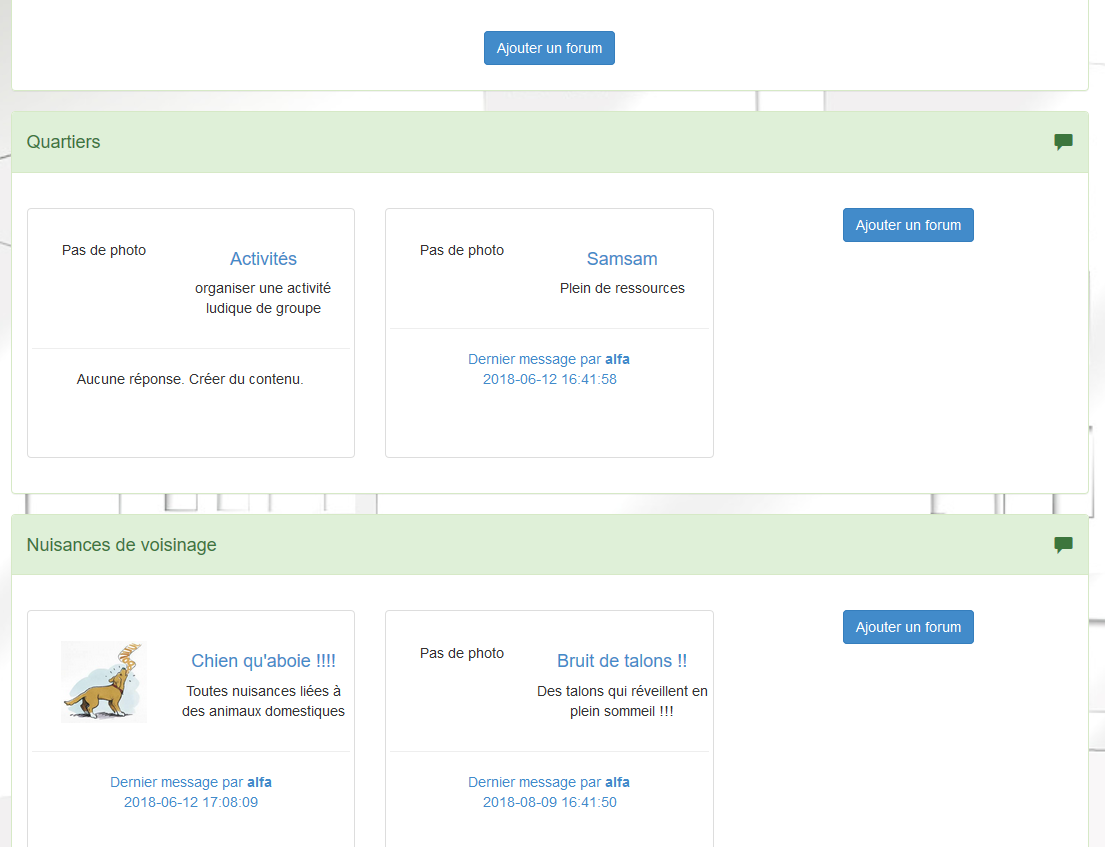 Ajouter un forum
Quartiers
Pas de photo
Activités
organiser une activité
ludique de groupe
Aucune réponse. Créer du contenu.
Pas de photo
Samsam
Plein de ressources
Dernier message par alfa
2018-06-12 16:41:58
Ajouter un forum
Nuisances de voisinage
Chien qu'aboie !!!!
Toutes nuisances liées à
des animaux domestiques
Dernier message par alfa
2018-06-12 17:08:09
Pas de photo
Bruit de talons !!
Des talons qui réveillent en
plein sommeil !!!
Dernier message par alfa
2018-08-09 16:41:50
Ajouter un forum